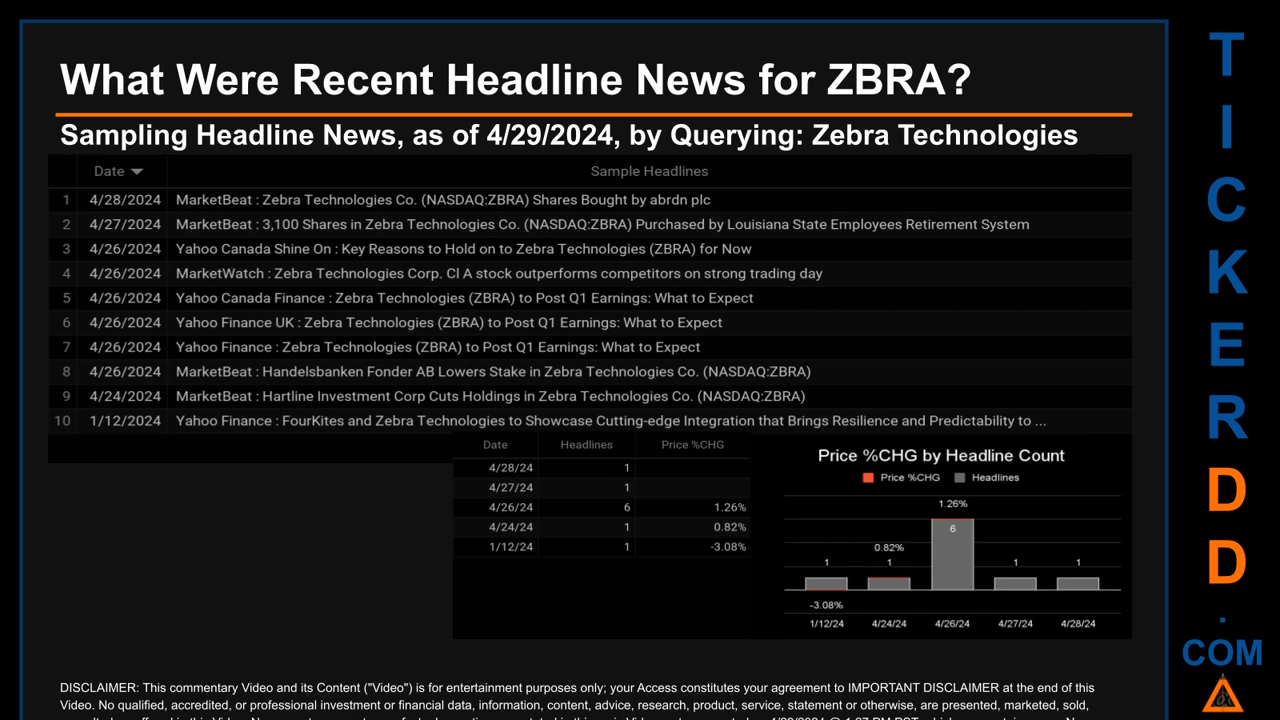 What Were Recent Headline News for ZBRA?
Sampling Headline News, as of 4/29/2024, by Querying: Zebra Technologies
Date Sample Headlines
1 4/28/2024 MarketBeat : Zebra Technologies Co. (NASDAQ:ZBRA) Shares Bought by abrdn plc
2 4/27/2024 MarketBeat : 3,100 Shares in Zebra Technologies Co. (NASDAQ:ZBRA) Purchased by Louisiana State Employees Retirement System
3 4/26/2024 Yahoo Canada Shine On : Key Reasons to Hold on to Zebra Technologies (ZBRA) for Now
4 4/26/2024 MarketWatch : Zebra Technologies Corp. Cl A stock outperforms competitors on strong trading day
5 4/26/2024 Yahoo Canada Finance : Zebra Technologies (ZBRA) to Post Q1 Earnings: What to Expect
6 4/26/2024 Yahoo Finance UK : Zebra Technologies (ZBRA) to Post Q1 Earnings: What to Expect
7 4/26/2024 Yahoo Finance : Zebra Technologies (ZBRA) to Post Q1 Earnings: What to Expect
8 4/26/2024 MarketBeat : Handelsbanken Fonder AB Lowers Stake in Zebra Technologies Co. (NASDAQ:ZBRA)
9 4/24/2024 MarketBeat : Hartline Investment Corp Cuts Holdings in Zebra Technologies Co. (NASDAQ:ZBRA)
10 1/12/2024 Yahoo Finance : FourKites and Zebra Technologies to Showcase Cutting-edge Integration that Brings Resilience and Predictability to ...
Date Headlines Price %CHG
4/28/24 1
4/27/24 1
4/26/24 6 1.26%
4/24/24 1 0.82%
1/12/24 1 -3.08%
Price %CHG by Headline Count
Price %CHG Headlines
1.26%
6
0.82%
1 1 1 1
-3.08%
1/12/24 4/24/24 4/26/24 4/27/24 4/28/24
DISCLAIMER: This commentary Video and its Content ("Video") is for entertainment purposes only; your Access constitutes your agreement to IMPORTANT DISCLAIMER at the end of this
Video. No qualified, accredited, or professional investment or financial data, information, content, advice, research, product, service, statement or otherwise, are presented, marketed, sold,
T
I
C
K
E
R
D
D
.
COM